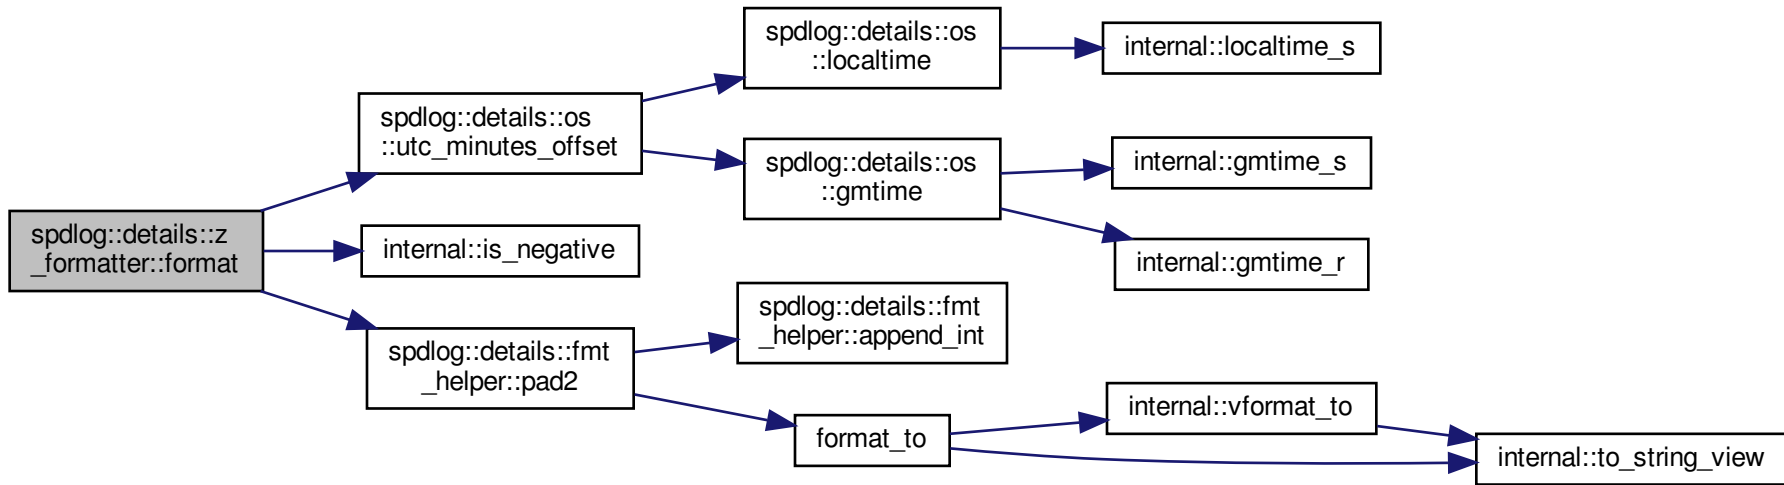 spdlog::details::z
_formatter::format
spdlog::details::os
::utc_minutes_offset
internal::is_negative
spdlog::details::fmt
_helper::pad2
spdlog::details::os
::localtime
spdlog::details::os
::gmtime
spdlog::details::fmt
_helper::append_int
format_to
internal::localtime_s
internal::gmtime_s
internal::gmtime_r
internal::vformat_to
internal::to_string_view